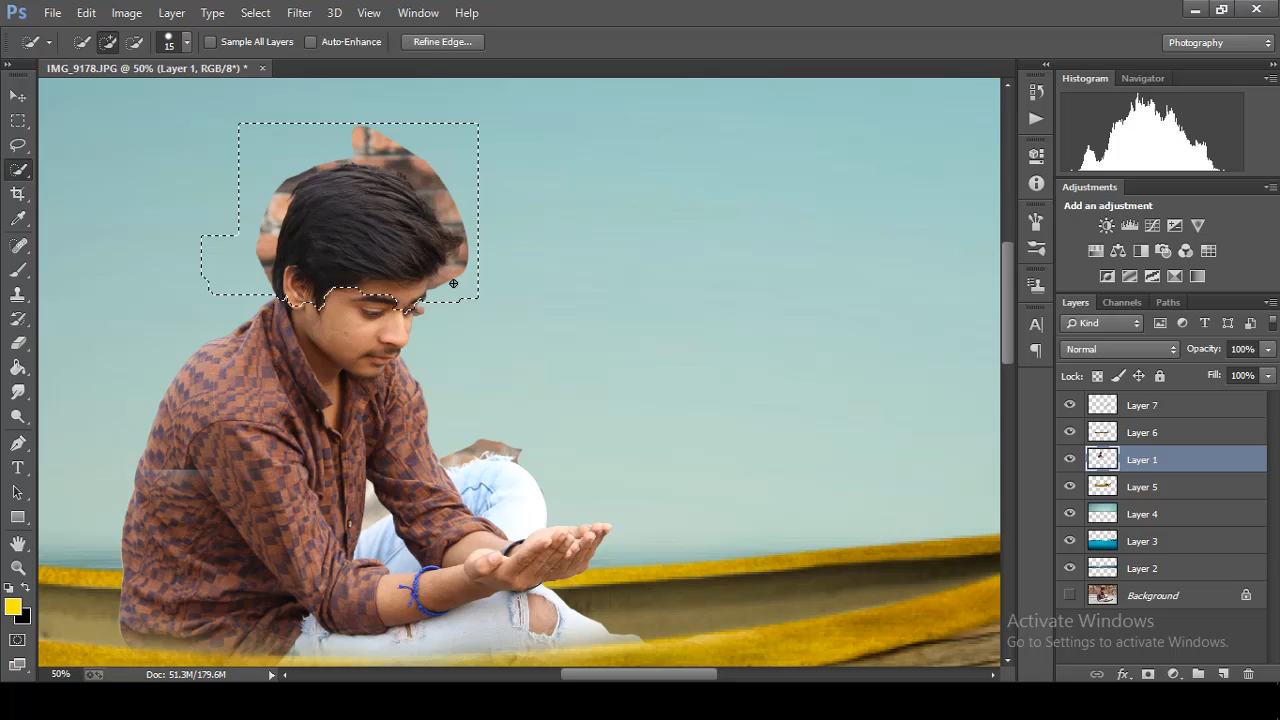 Ps File Edit Image Layer Type Select Filter 3D View Window Help
15 Sample All Layers Auto-Enhance Refine Edge... Photography
IMG_9178.JPG @ 50% (Layer 1, RGB/8*) * ×
Histogram Navigator
Adjustments
Add an adjustment
Layers Channels Paths
Kind
Normal Opacity: 100%
Lock: Fill: 100%
Layer 7
Layer 6
Layer 1
Layer 5
Layer 4
Layer 3
Layer 2
Background
Activate Windows
Go to Settings to activate Windows.
50% Doc: 51.3M/179.6M